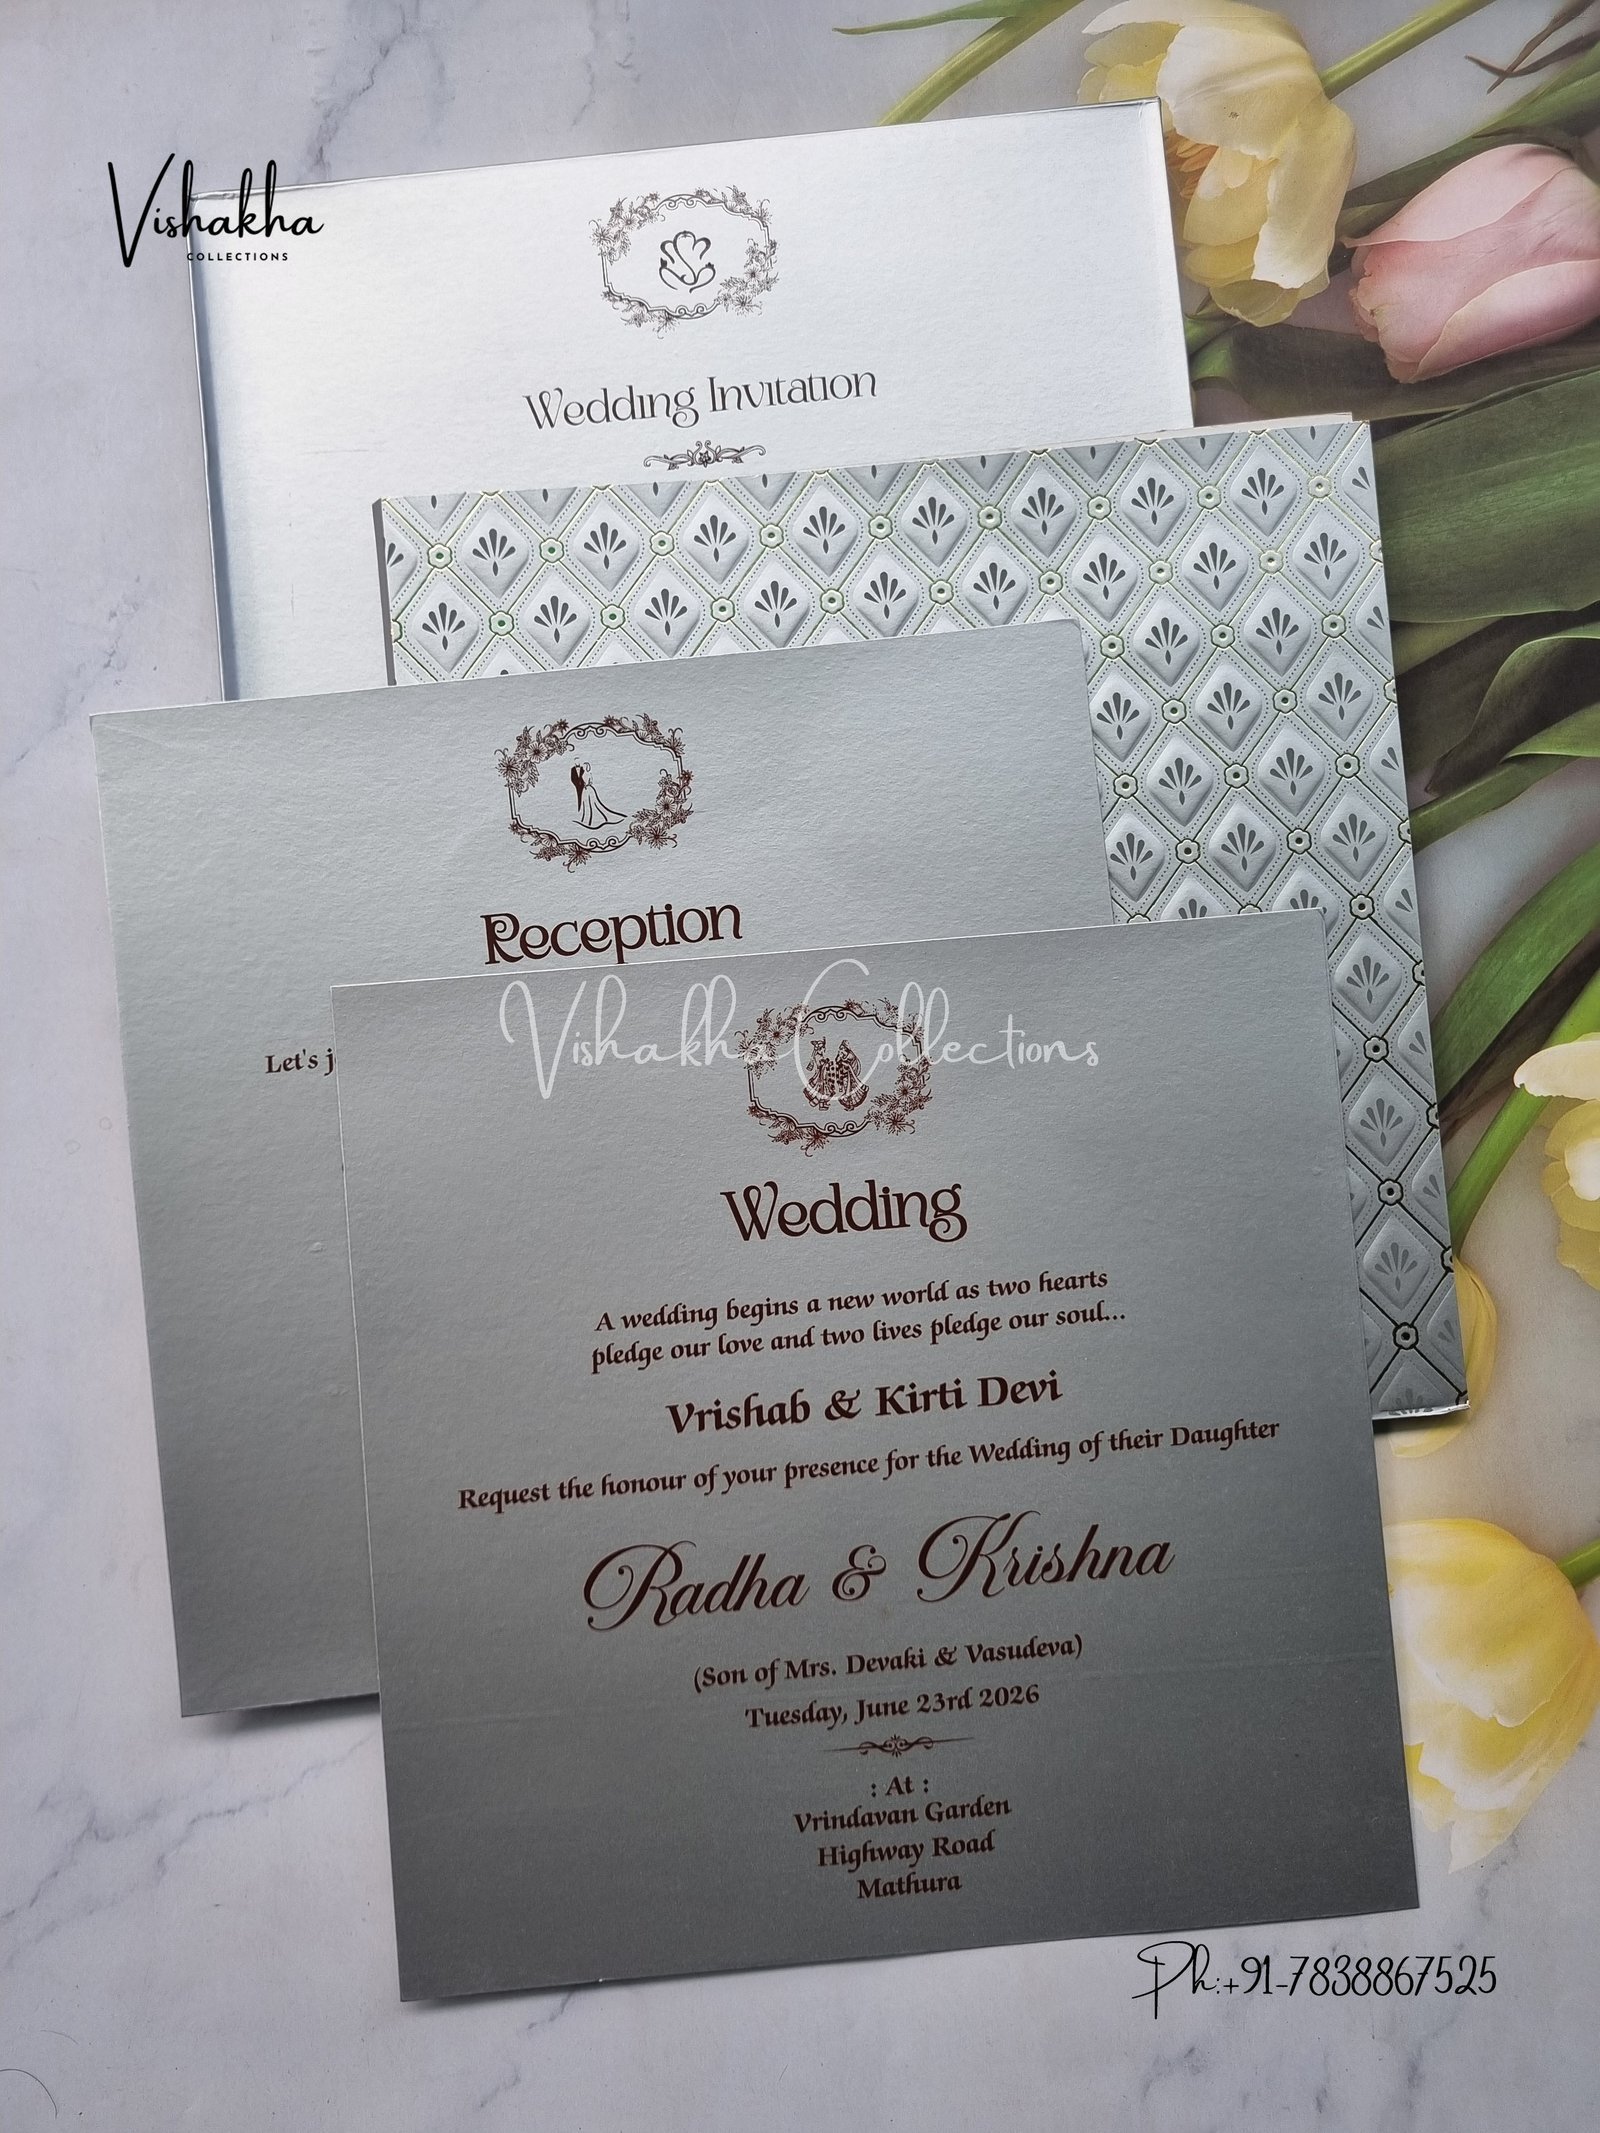 Vishakha
COLLECTIONS
Wedding Invitation
Reception
Let's j
Vishakha Collections
Wedding
A wedding begins a new world as two hearts
pledge our love and two lives pledge our soul...
Vrishab & Kirti Devi
Request the honour of your presence for the Wedding of their Daughter
Radha & Krishna
(Son of Mrs. Devaki & Vasudeva)
Tuesday, June 23rd 2026
: At :
Vrindavan Garden
Highway Road
Mathura
Ph:+91-7838867525